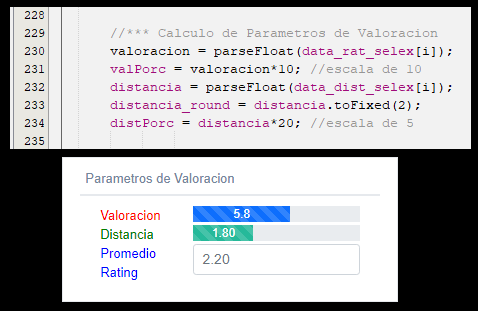 228
229 //*** Calculo de Parametros de Valoracion
230 valoracion = parseFloat(data_rat_selex[i]);
231 valPorc = valoracion*10; //escala de 10
232 distancia = parseFloat(data_dist_selex[i]);
233 distancia_round = distancia.toFixed(2);
234 distPorc = distancia*20; //escala de 5
235
Parametros de Valoracion
Valoracion 5.8
Distancia 1.80
Promedio 2.20
Rating